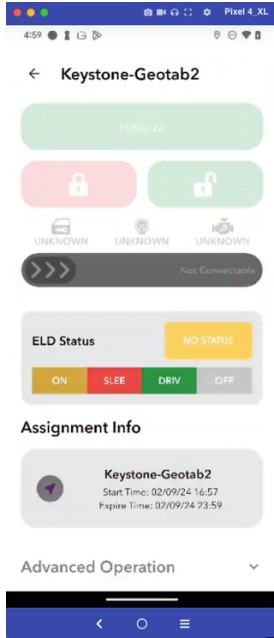 Pixel 4_XL
4:59
Keystone-Geotab2
Initialize
UNKNOWN UNKNOWN UNKNOWN
Not Connectable
ELD Status
NO STATUS
ON SLEE DRIV OFF
Assignment Info
Keystone-Geotab2
Start Time: 02/09/24 16:57
Expire Time: 02/09/24 23:59
Advanced Operation